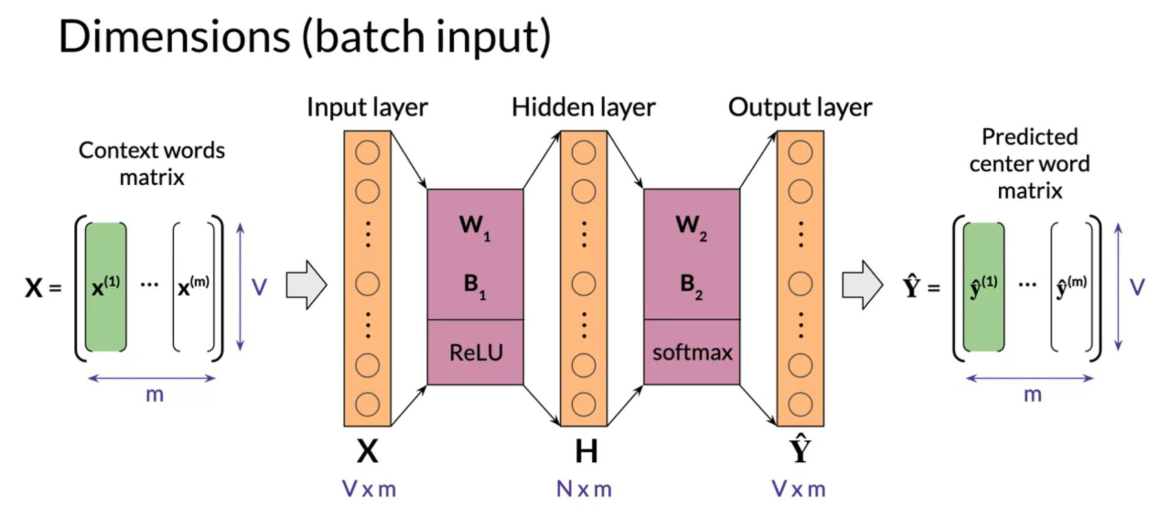 Dimensions (batch input)
Input layer
Hidden layer
Output layer
Context words
matrix
Predicted
center word
matrix
X =
x(1)
...
x(m)
V
m
W1
B1
ReLU
W2
B2
softmax
Ŷ =
ŷ(1)
...
ŷ(m)
V
m
X
H
Ŷ
V x m
N x m
V x m